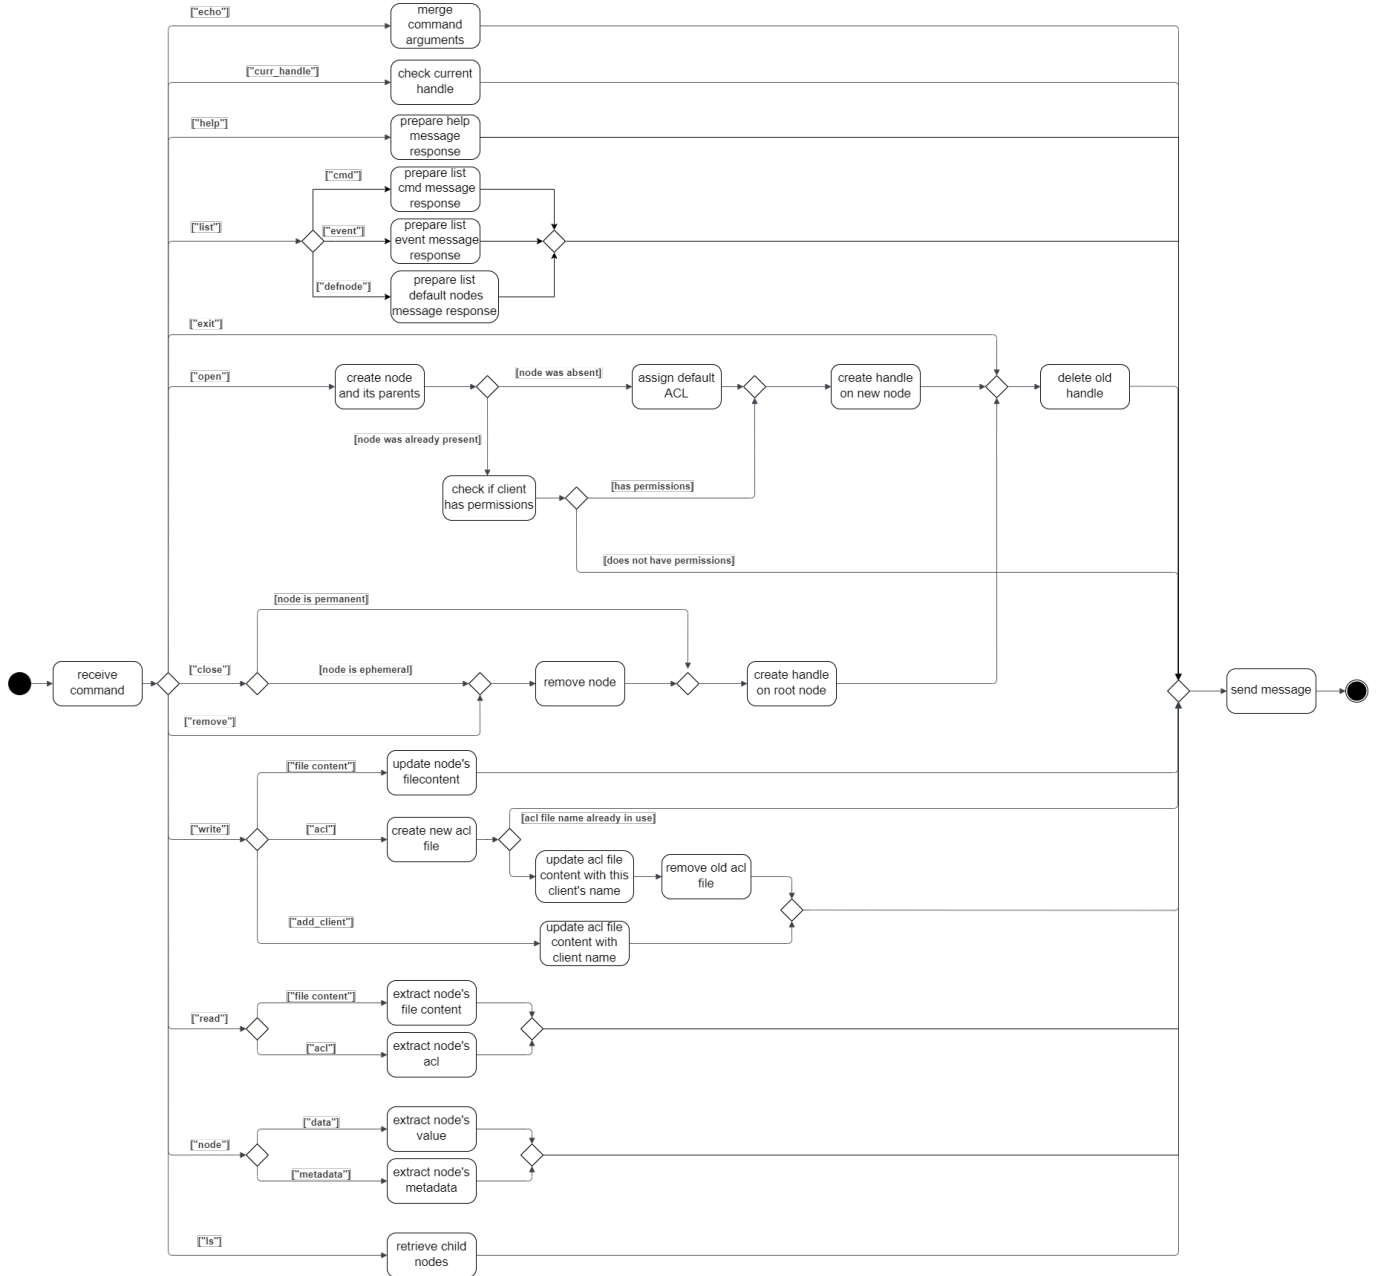 ["echo"]
merge
command
arguments
["curr_handle"]
check current
handle
["help"]
prepare help
message
response
["list"]
["cmd"]
prepare list
cmd message
response
["event"]
prepare list
event message
response
["defnode"]
prepare list
default nodes
message response
["exit"]
["open"]
create node
and its parents
[node was absent]
assign default
ACL
create handle
on new node
delete old
handle
[node was already present]
check if client
has permissions
[has permissions]
[does not have permissions]
[node is permanent]
receive
command
["close"]
[node is ephemeral]
remove node
create handle
on root node
send message
["remove"]
["write"]
["file content"]
update node's
filecontent
["acl"]
create new acl
file
[acl file name already in use]
update acl file
content with this
client's name
remove old acl
file
["add_client"]
update acl file
content with
client name
["read"]
["file content"]
extract node's
file content
["acl"]
extract node's
acl
["node"]
["data"]
extract node's
value
["metadata"]
extract node's
metadata
["ls"]
retrieve child
nodes